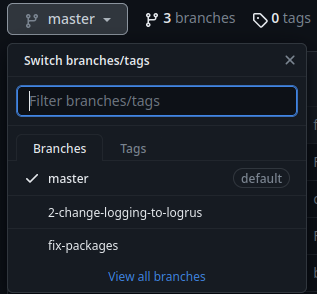 master 3 branches 0 tags
Switch branches/tags
Filter branches/tags
Branches Tags
master default
2-change-logging-to-logrus
fix-packages
View all branches